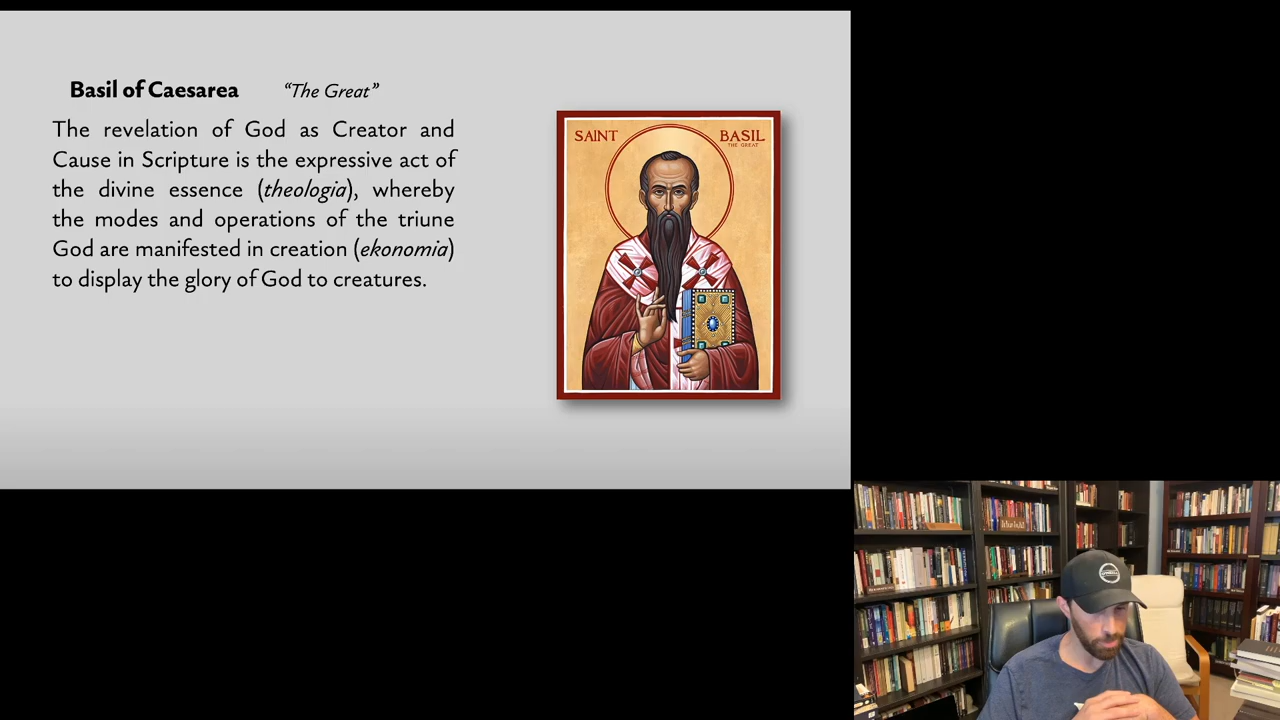 Basil of Caesarea “The Great”
The revelation of God as Creator and
Cause in Scripture is the expressive act of
the divine essence (theologia), whereby
the modes and operations of the triune
God are manifested in creation (ekonomia)
to display the glory of God to creatures.
SAINT BASIL
THE GREAT